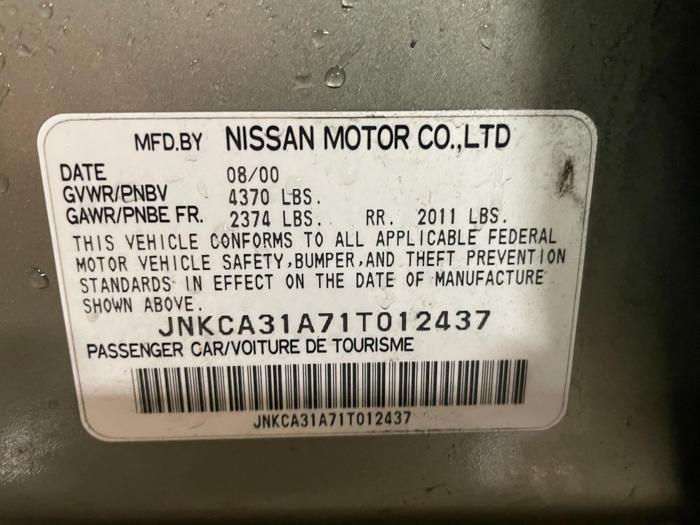 MFD.BY NISSAN MOTOR CO.,LTD
DATE 08/00
GVWR/PNBV 4370 LBS.
GAWR/PNBE FR. 2374 LBS. RR. 2011 LBS.
THIS VEHICLE CONFORMS TO ALL APPLICABLE FEDERAL
MOTOR VEHICLE SAFETY,BUMPER,AND THEFT PREVENTION
STANDARDS IN EFFECT ON THE DATE OF MANUFACTURE
SHOWN ABOVE.
JNKCA31A71T012437
PASSENGER CAR/VOITURE DE TOURISME
JNKCA31A71T012437